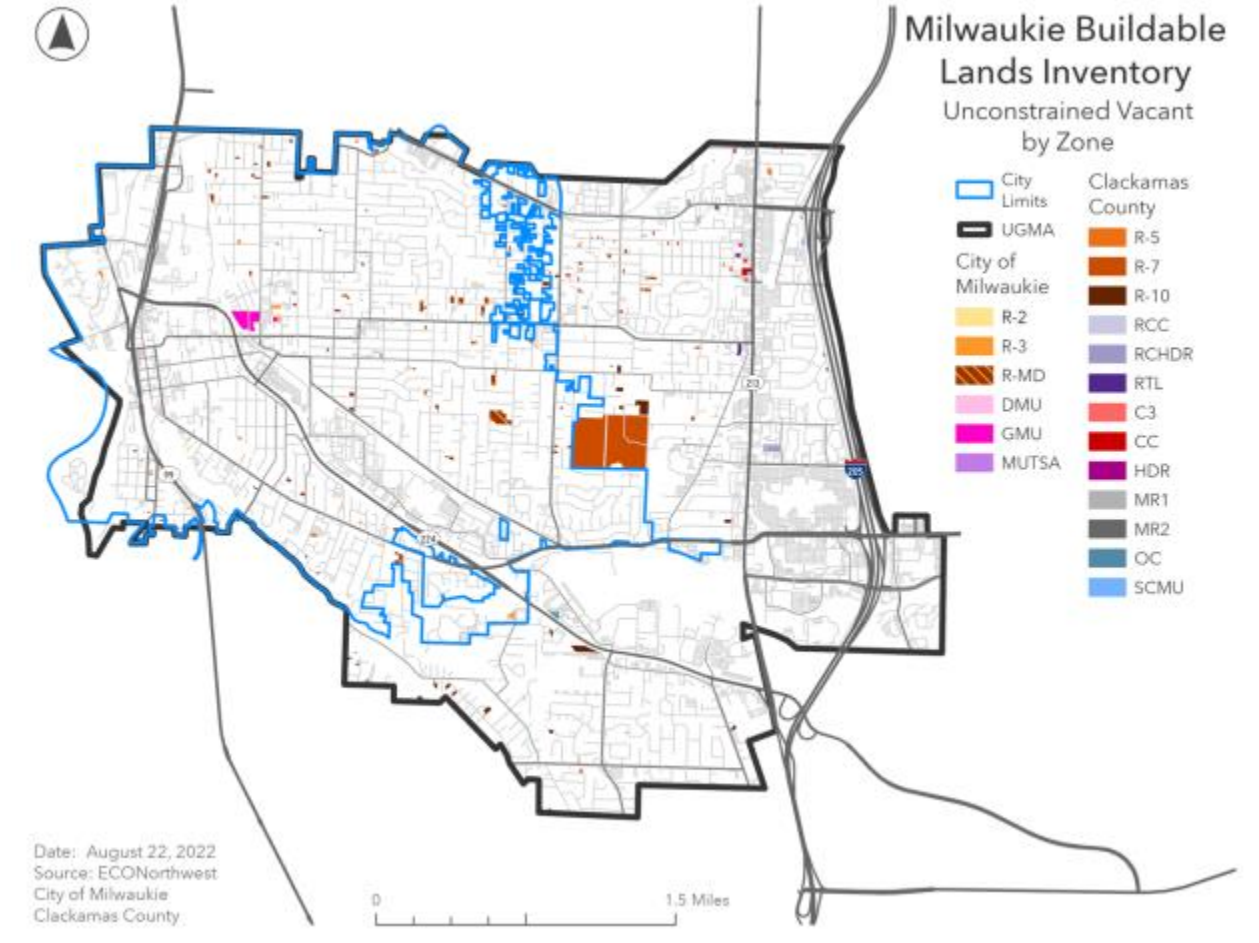 Milwaukie Buildable
Lands Inventory
Unconstrained Vacant
by Zone
City
Limits
UGMA
City of
Milwaukie
R-2
R-3
R-MD
DMU
GMU
MUTSA
Clackamas
County
R-5
R-7
R-10
RCC
RCHDR
RTL
C3
CC
HDR
MR1
MR2
OC
SCMU
213
205
99
224
Date: August 22, 2022
Source: ECONorthwest
City of Milwaukie
Clackamas County
0
1.5 Miles